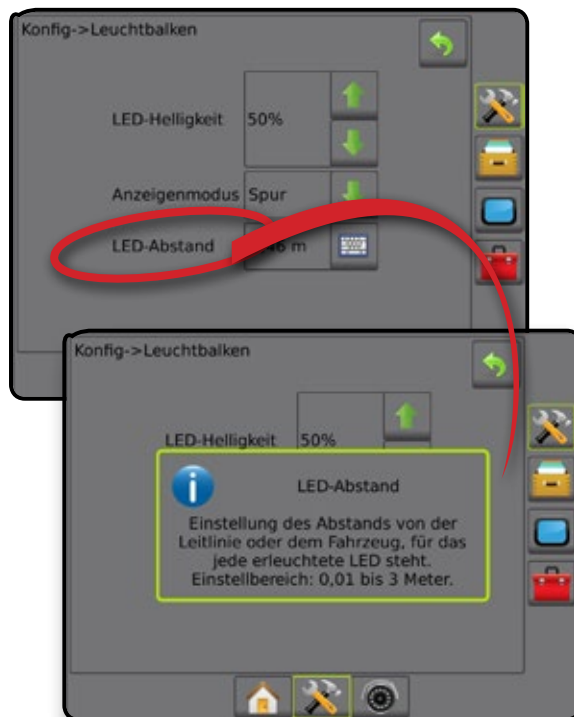 Konfig->Leuchtbalken
LED-Helligkeit 50%
Anzeigenmodus Spur
LED-Abstand m
Konfig->Leuchtbalken
LED-Helligkeit 50%
LED-Abstand
Einstellung des Abstands von der
Leitlinie oder dem Fahrzeug, für das
jede erleuchtete LED steht.
Einstellbereich: 0,01 bis 3 Meter.